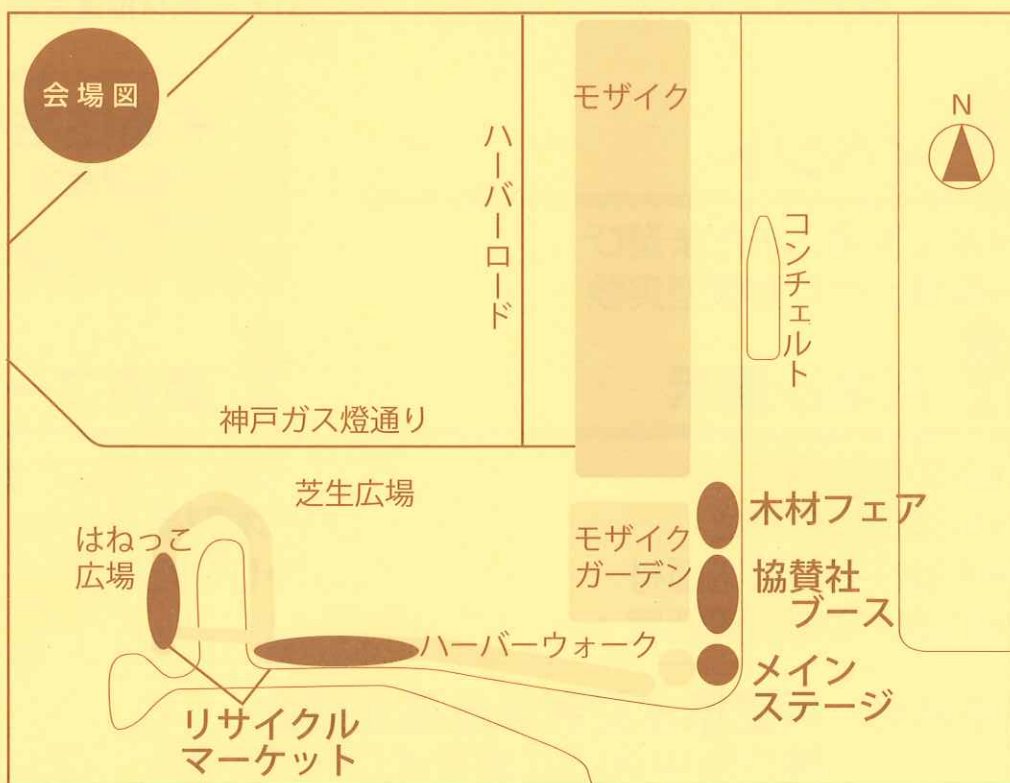 会場図
モザイク
N
ハーバーロード
コンチェルト
神戸ガス燈通り
芝生広場
木材フェア
はねっこ
広場
モザイク
ガーデン
協賛社
ブース
ハーバーウォーク
メイン
ステージ
リサイクル
マーケット